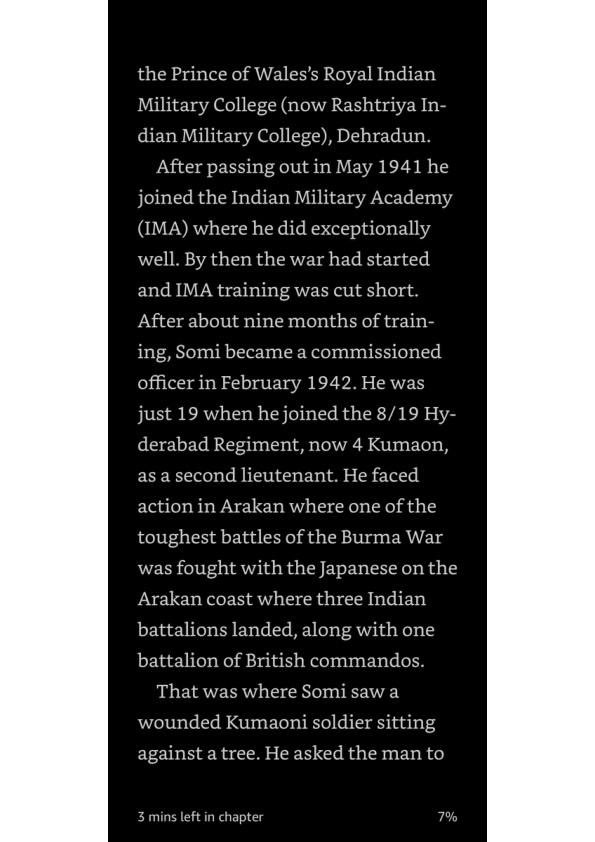 the Prince of Wales’s Royal Indian
Military College (now Rashtriya In-
dian Military College), Dehradun.
After passing out in May 1941 he
joined the Indian Military Academy
(IMA) where he did exceptionally
well. By then the war had started
and IMA training was cut short.
After about nine months of train-
ing, Somi became a commissioned
officer in February 1942. He was
just 19 when he joined the 8/19 Hy-
derabad Regiment, now 4 Kumaon,
as a second lieutenant. He faced
action in Arakan where one of the
toughest battles of the Burma War
was fought with the Japanese on the
Arakan coast where three Indian
battalions landed, along with one
battalion of British commandos.
That was where Somi saw a
wounded Kumaoni soldier sitting
against a tree. He asked the man to
3 mins left in chapter 7%